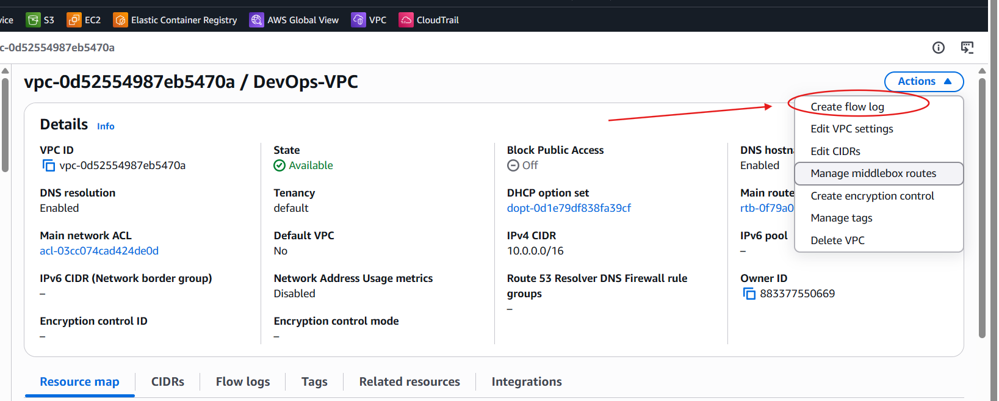 vice S3 EC2 Elastic Container Registry AWS Global View VPC CloudTrail
c-0d52554987eb5470a
vpc-0d52554987eb5470a / DevOps-VPC
Actions
Create flow log
Edit VPC settings
Edit CIDRs
Manage middlebox routes
Create encryption control
Manage tags
Delete VPC
Details Info
VPC ID
vpc-0d52554987eb5470a
State
Available
Block Public Access
Off
DNS hostn
Enabled
DNS resolution
Enabled
Tenancy
default
DHCP option set
dopt-0d1e79df838fa39cf
Main route
rtb-0f79a0
Main network ACL
acl-03cc074cad424de0d
Default VPC
No
IPv4 CIDR
10.0.0.0/16
IPv6 pool
–
IPv6 CIDR (Network border group)
–
Network Address Usage metrics
Disabled
Route 53 Resolver DNS Firewall rule
groups
–
Owner ID
883377550669
Encryption control ID
–
Encryption control mode
–
Resource map CIDRs Flow logs Tags Related resources Integrations